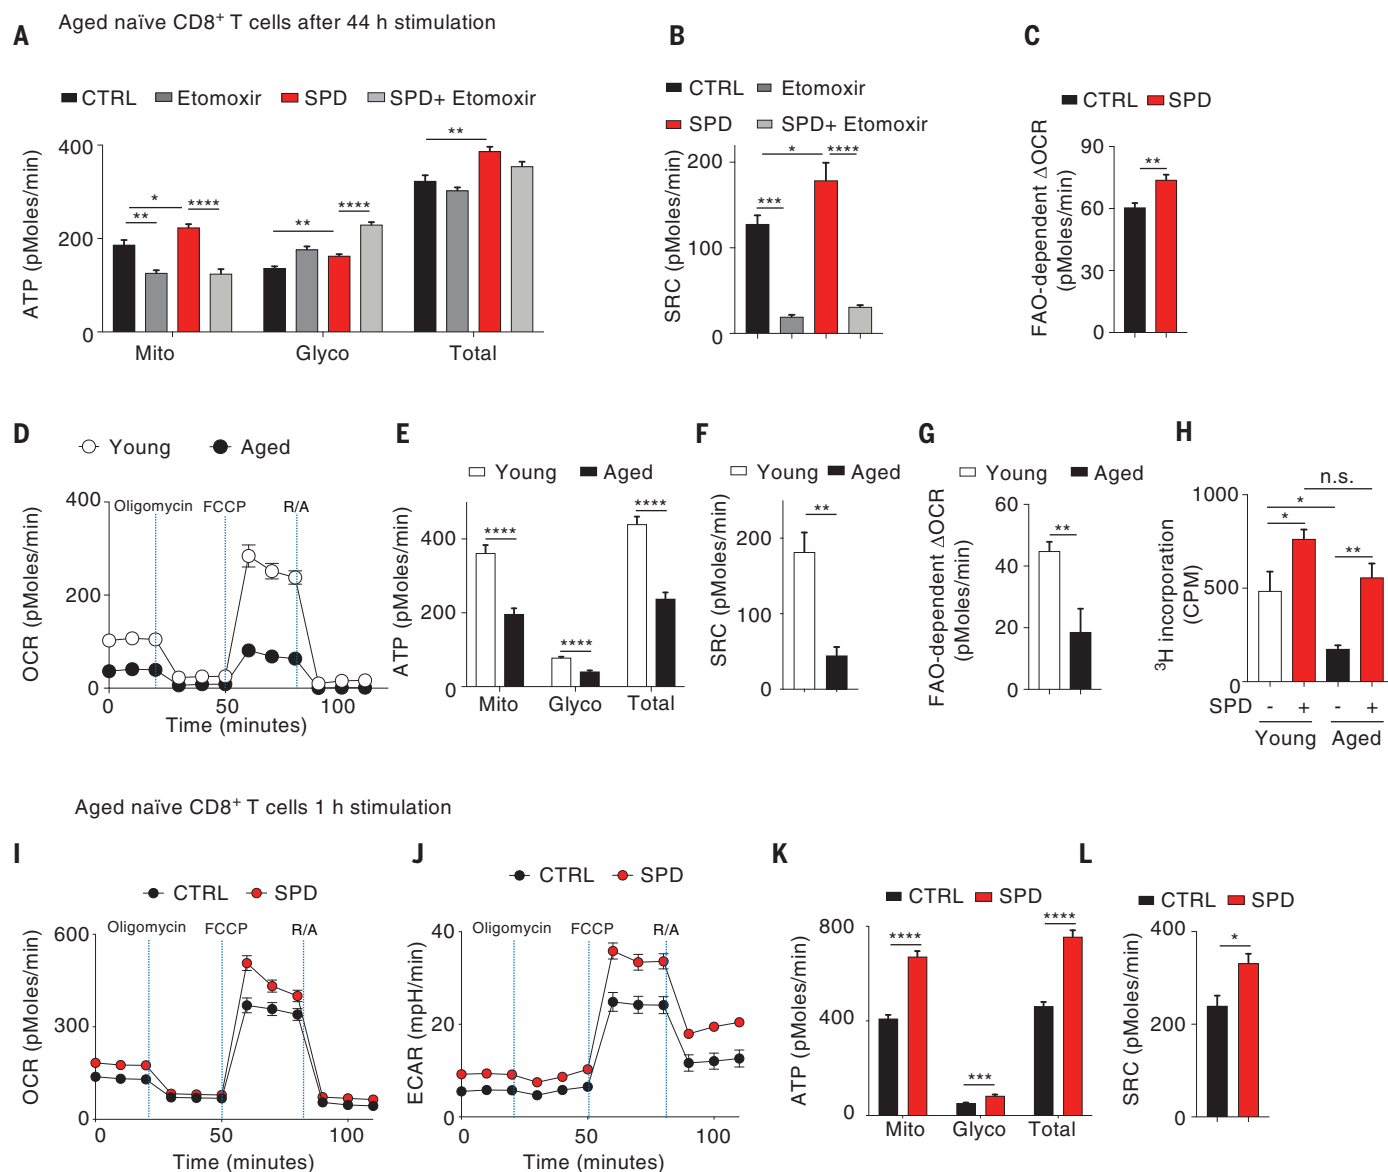 Aged naïve CD8+ T cells after 44 h stimulation
A
CTRL Etomoxir SPD SPD+ Etomoxir
ATP (pMoles/min)
400
200
0
** 
* ** ****
** ****
Mito Glyco Total
B
CTRL Etomoxir
SPD SPD+ Etomoxir
SRC (pMoles/min)
200
100
0
* ****
***
C
CTRL SPD
FAO-dependent ΔOCR
(pMoles/min)
90
60
30
0
**
D
Young Aged
OCR (pMoles/min)
400
200
0
Oligomycin FCCP R/A
0 50 100
Time (minutes)
E
Young Aged
ATP (pMoles/min)
400
200
0
**** **** ****
Mito Glyco Total
F
Young Aged
SRC (pMoles/min)
200
100
0
**
G
Young Aged
FAO-dependent ΔOCR
(pMoles/min)
60
40
20
0
**
H
3H incorporation
(CPM)
1000
500
0
n.s.
*
* **
SPD - + - +
Young Aged
Aged naïve CD8+ T cells 1 h stimulation
I
CTRL SPD
OCR (pMoles/min)
600
300
0
Oligomycin FCCP R/A
0 50 100
Time (minutes)
J
CTRL SPD
ECAR (mpH/min)
40
20
0
Oligomycin FCCP R/A
0 50 100
Time (minutes)
K
CTRL SPD
ATP (pMoles/min)
800
400
0
**** *** ****
Mito Glyco Total
L
CTRL SPD
SRC (pMoles/min)
400
200
0
*